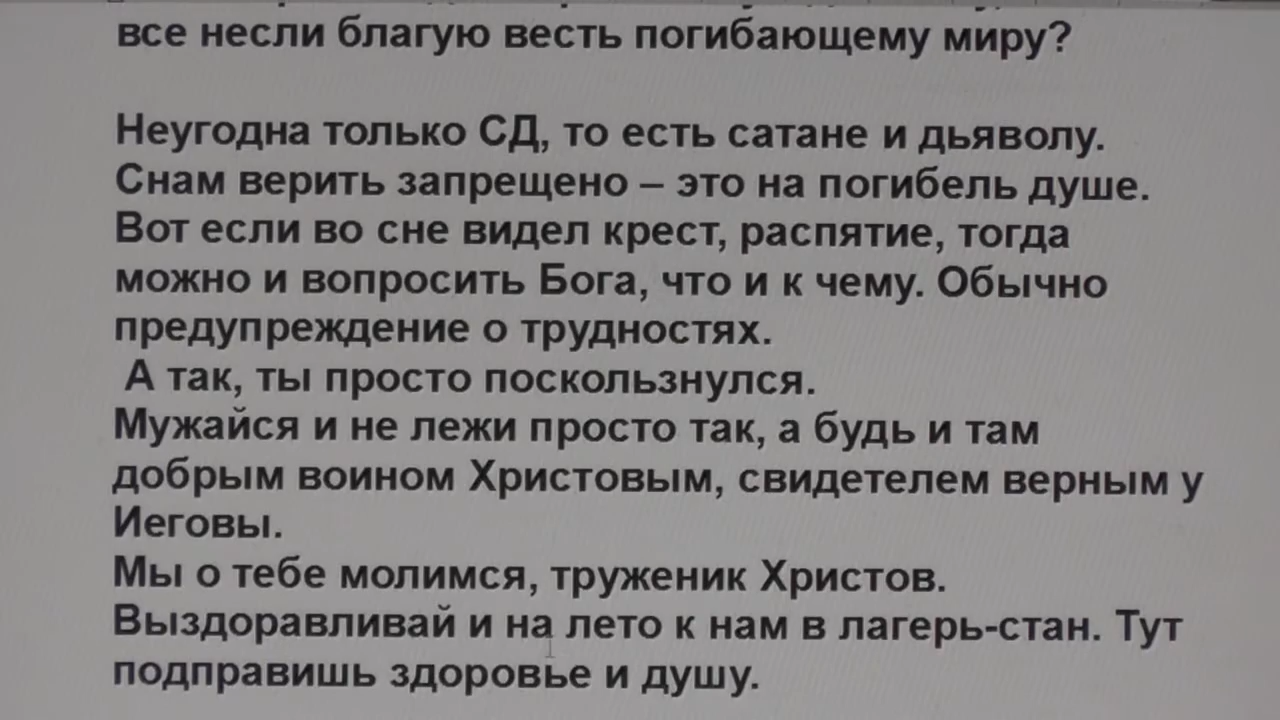 все несли благую весть погибающему миру?
Неугодна только СД, то есть сатане и дьяволу.
Снам верить запрещено – это на погибель душе.
Вот если во сне видел крест, распятие, тогда
можно и вопросить Бога, что и к чему. Обычно
предупреждение о трудностях.
А так, ты просто поскользнулся.
Мужайся и не лежи просто так, а будь и там
добрым воином Христовым, свидетелем верным у
Иеговы.
Мы о тебе молимся, труженик Христов.
Выздоравливай и на лето к нам в лагерь-стан. Тут
подправишь здоровье и душу.